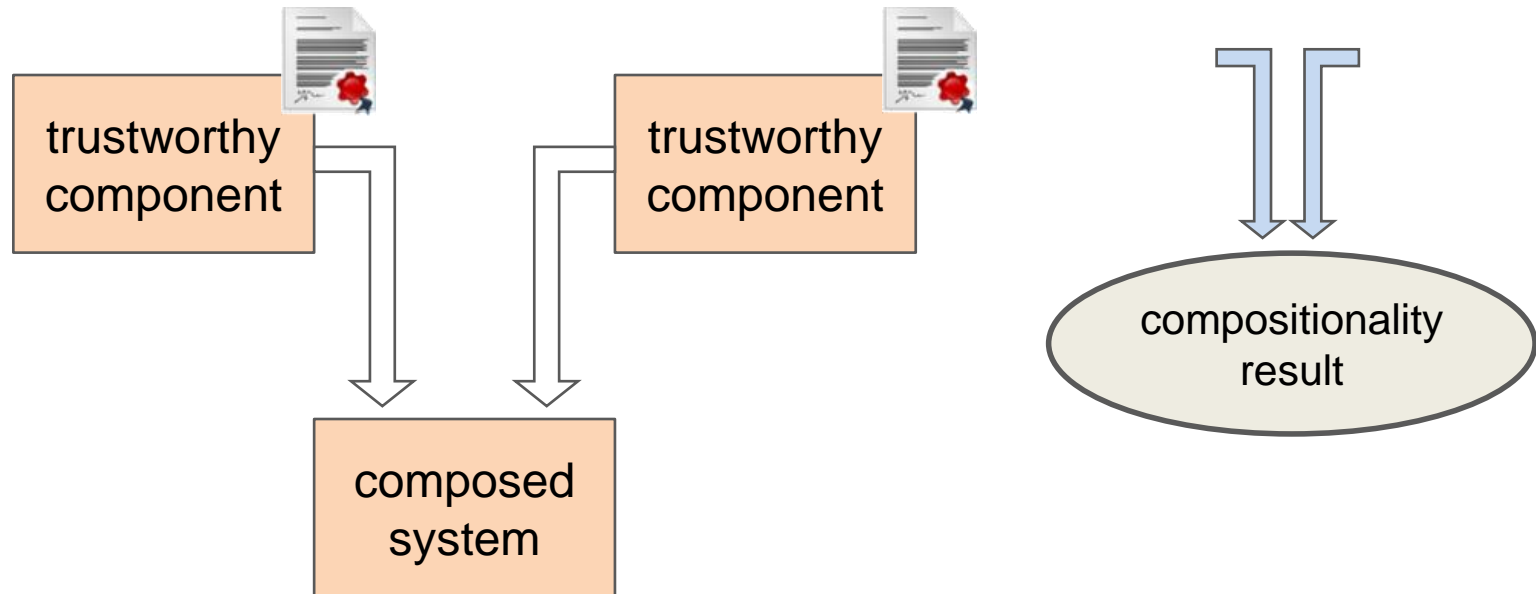 trustworthy
component
trustworthy
component
compositionality
result
composed
system